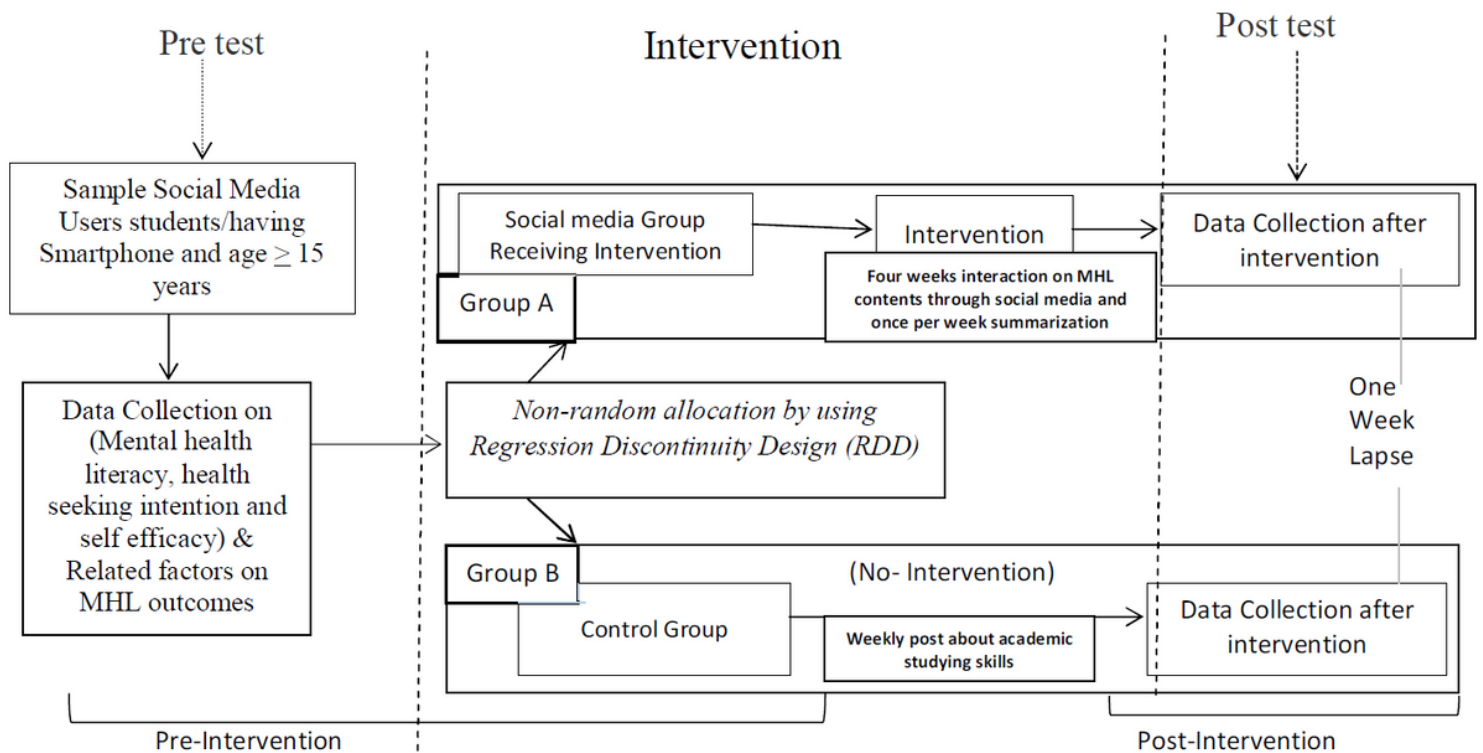 Pre test
Intervention
Post test
Sample Social Media
Users students/having
Smartphone and age ≥ 15
years
Data Collection on
(Mental health
literacy, health
seeking intention and
self efficacy) &
Related factors on
MHL outcomes
Social media Group
Receiving Intervention
Group A
Intervention
Four weeks interaction on MHL
contents through social media and
once per week summarization
Data Collection after
intervention
Non-random allocation by using
Regression Discontinuity Design (RDD)
One
Week
Lapse
Group B
(No- Intervention)
Control Group
Weekly post about academic
studying skills
Data Collection after
intervention
Pre-Intervention
Post-Intervention